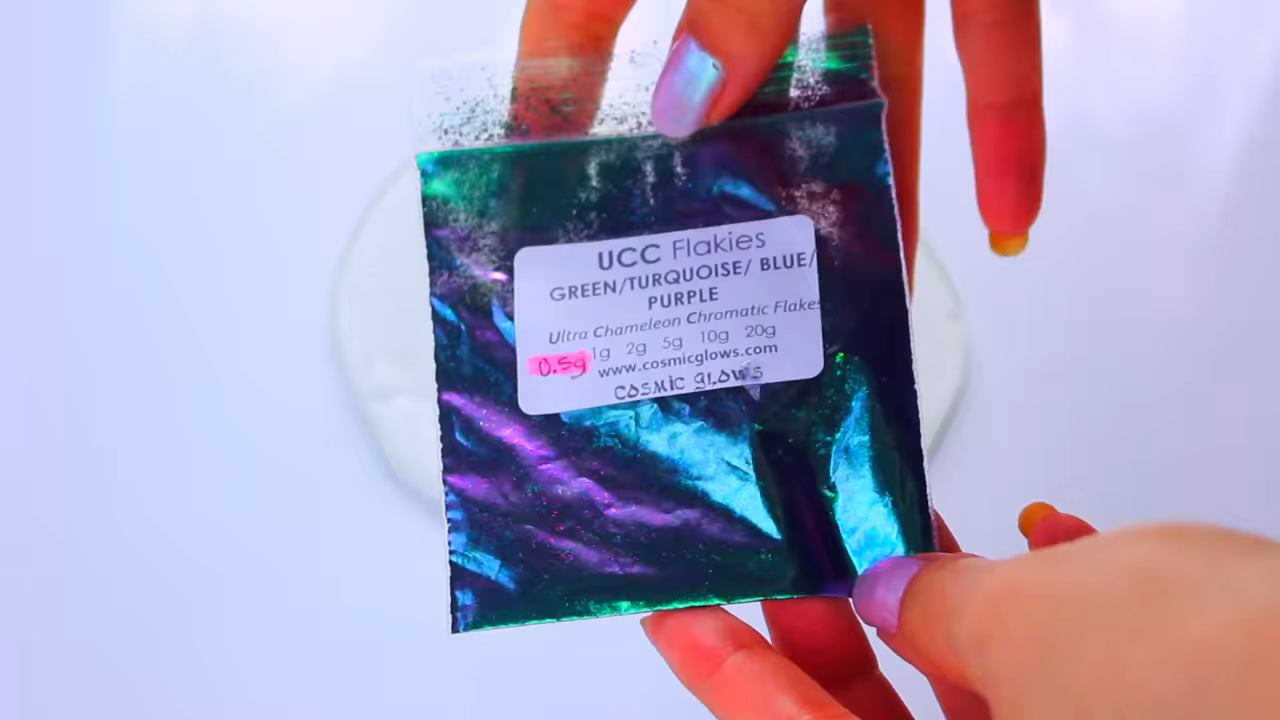 UCC Flakies
GREEN/TURQUOISE/ BLUE/
PURPLE
Ultra Chameleon Chromatic Flakes
0.5g 1g 2g 5g 10g 20g
www.cosmicglows.com
COSMIC GLOWS